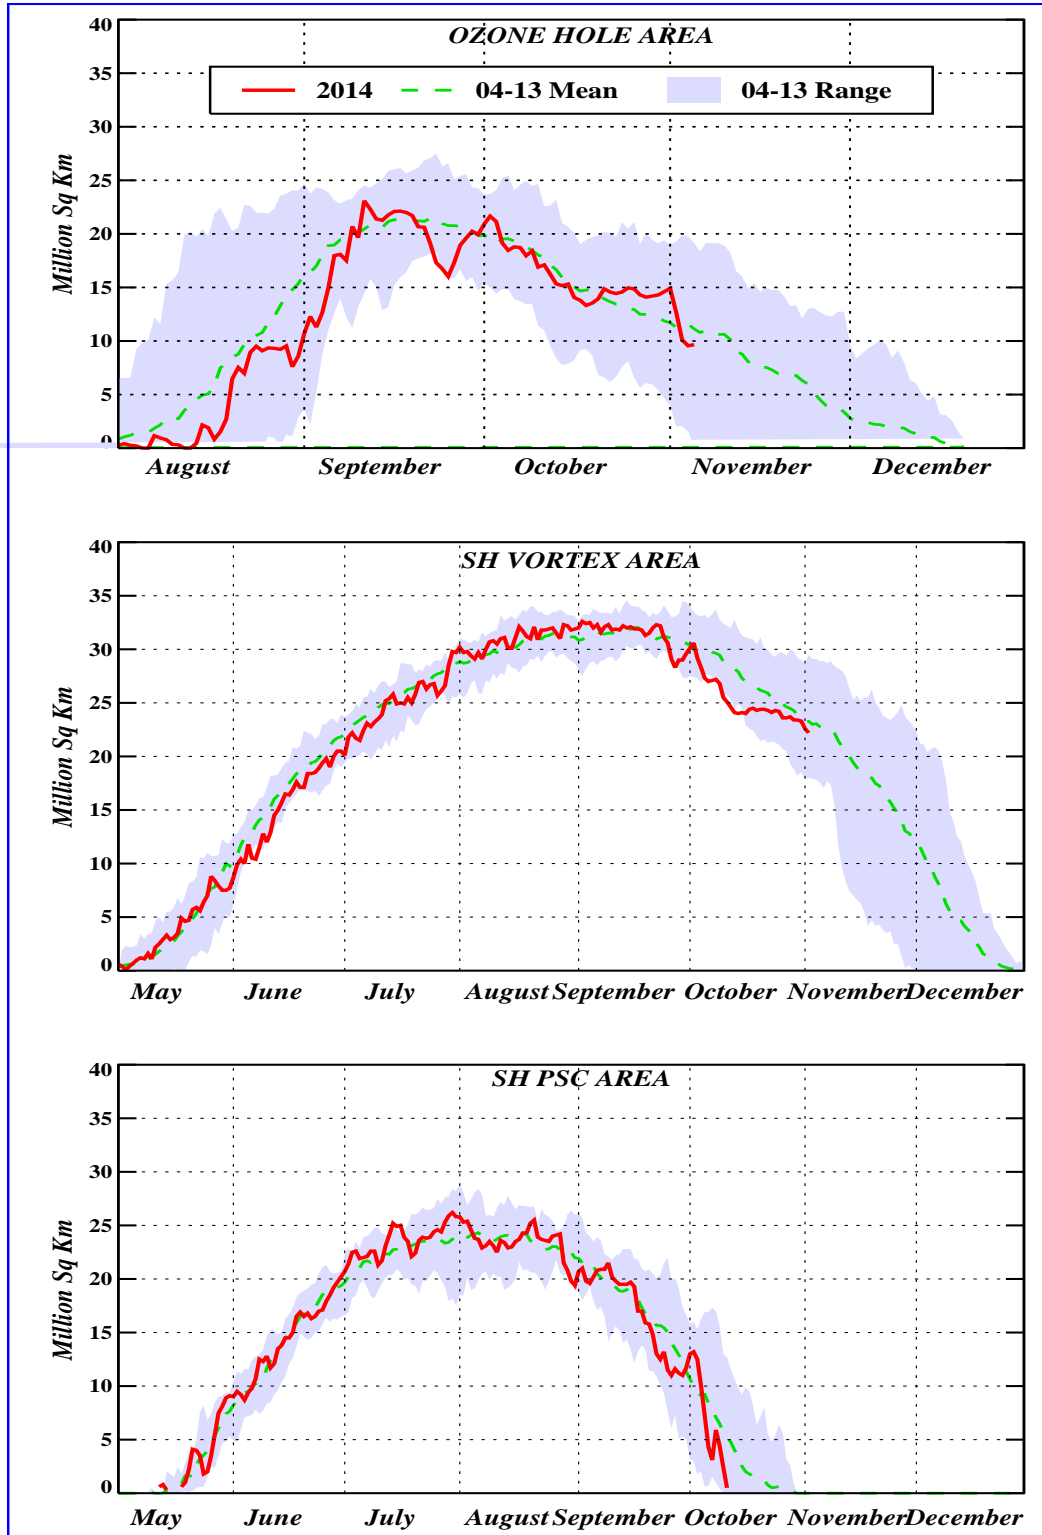 OZONE HOLE AREA
2014 04-13 Mean 04-13 Range
Million Sq Km
40
35
30
25
20
15
10
5
0
August September October November December
SH VORTEX AREA
Million Sq Km
40
35
30
25
20
15
10
5
0
May June July August September October November December
SH PSC AREA
Million Sq Km
40
35
30
25
20
15
10
5
0
May June July August September October November December